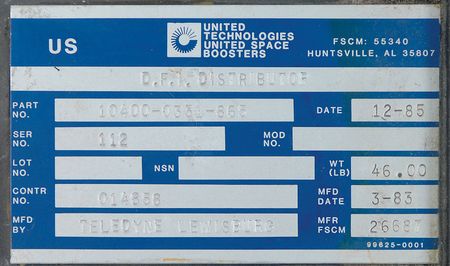 US
UNITED
TECHNOLOGIES
UNITED SPACE
BOOSTERS
FSCM: 55340
HUNTSVILLE, AL 35807
D.F.I. DISTRIBUTOR
PART NO. DATE 12-85
SER NO. 112 MOD NO.
LOT NO. NSN WT (LB) 46.00
CONTR NO. MFD DATE 3-83
MFD BY TELEDYNE LEWISBURG MFR FSCM 26687
99625-0001